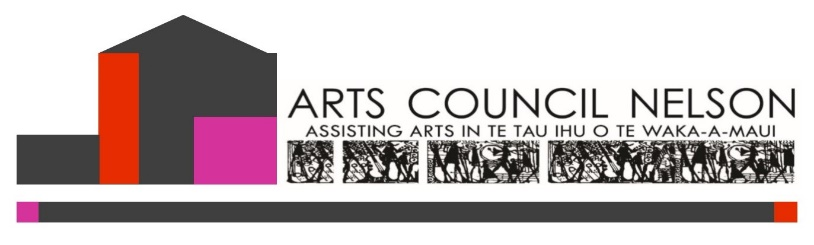 ARTS COUNCIL NELSON
ASSISTING ARTS IN TE TAU IHU O TE WAKA-A-MAUI